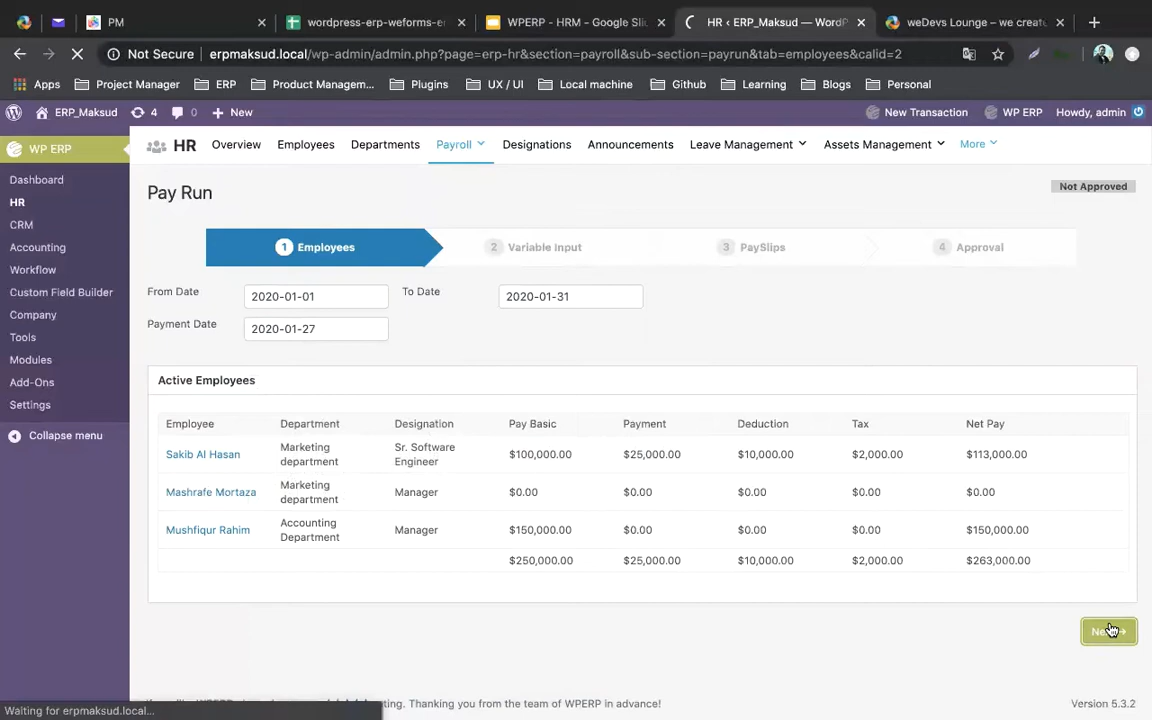 PM
wordpress-erp-weforms-er
WPERP - HRM - Google Slid
HR ‹ ERP_Maksud — WordP
weDevs Lounge – we create
Not Secure
erpmaksud.local/wp-admin/admin.php?page=erp-hr&section=payroll&sub-section=payrun&tab=employees&calid=2
Apps
Project Manager
ERP
Product Managem...
Plugins
UX / UI
Local machine
Github
Learning
Blogs
Personal
ERP_Maksud
4
0
New
New Transaction
WP ERP
Howdy, admin
WP ERP
HR
Overview
Employees
Departments
Payroll
Designations
Announcements
Leave Management
Assets Management
More
Dashboard
HR
CRM
Accounting
Workflow
Custom Field Builder
Company
Tools
Modules
Add-Ons
Settings
Collapse menu
Pay Run
Not Approved
1 Employees
2 Variable Input
3 PaySlips
4 Approval
From Date
2020-01-01
To Date
2020-01-31
Payment Date
2020-01-27
Active Employees
Employee Department Designation Pay Basic Payment Deduction Tax Net Pay
Sakib Al Hasan Marketing department Sr. Software Engineer $100,000.00 $25,000.00 $10,000.00 $2,000.00 $113,000.00
Mashrafe Mortaza Marketing department Manager $0.00 $0.00 $0.00 $0.00 $0.00
Mushfiqur Rahim Accounting Department Manager $150,000.00 $0.00 $0.00 $0.00 $150,000.00
$250,000.00 $25,000.00 $10,000.00 $2,000.00 $263,000.00
Waiting for erpmaksud.local...
Thanking you from the team of WPERP in advance!
Version 5.3.2